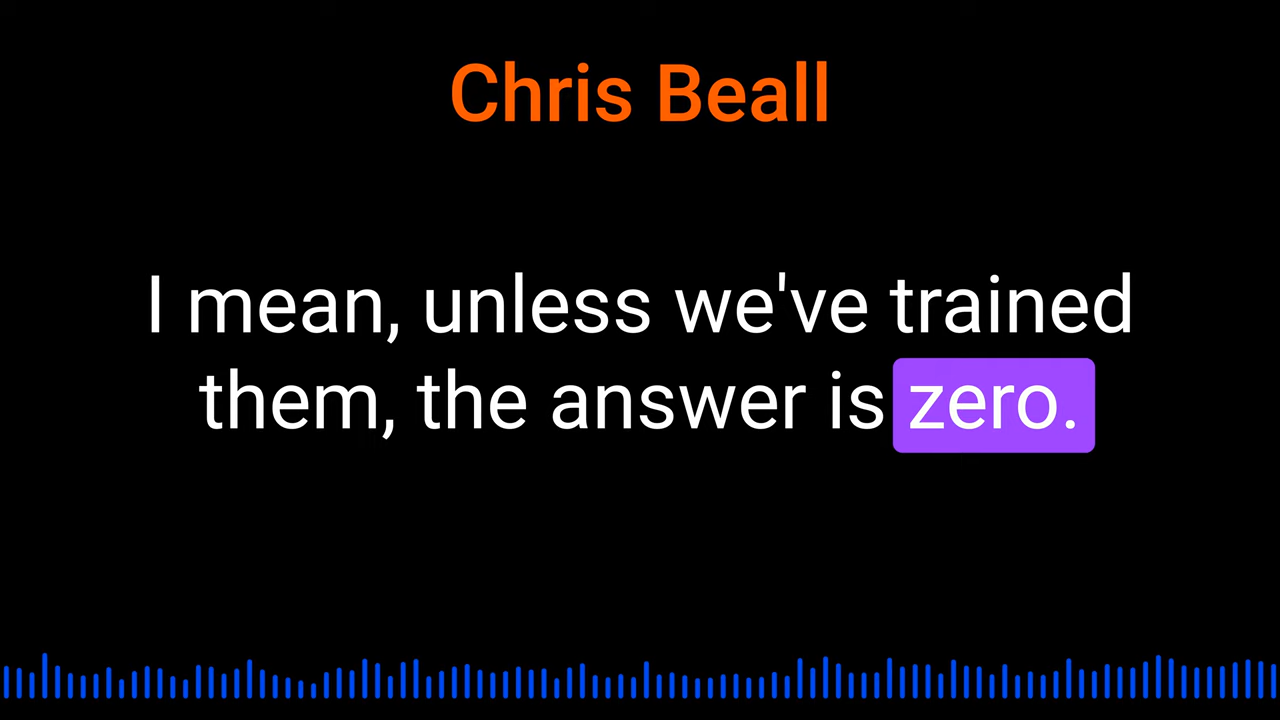 Chris Beall
I mean, unless we've trained
them, the answer is zero.